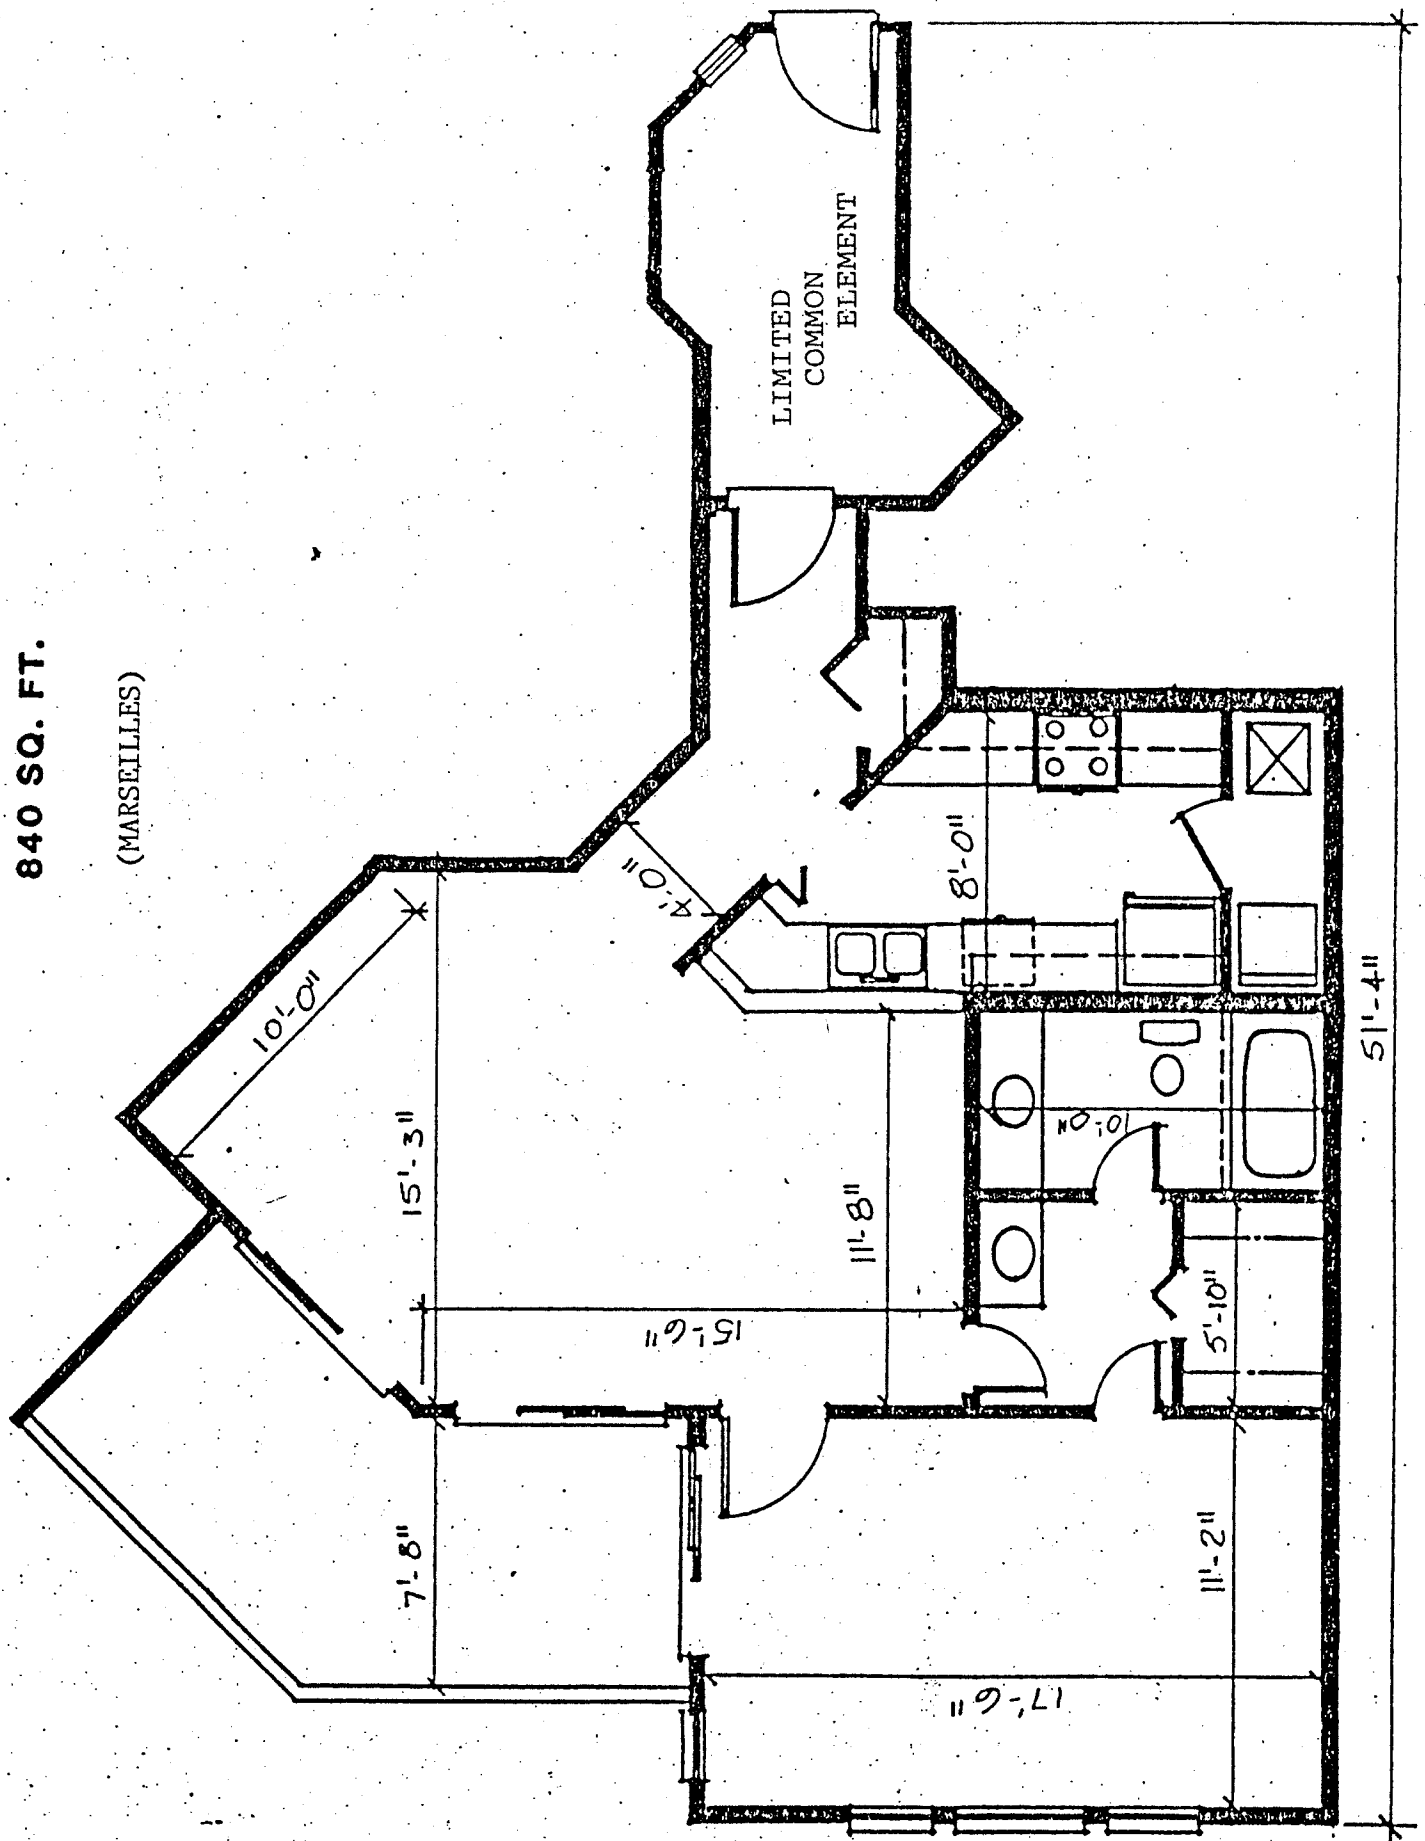 840 SQ. FT.
(MARSEILLES)
LIMITED
COMMON
ELEMENT
10'-0"
4'-0"
15'-3"
8'-0"
11'-8"
15'-6"
10'-0"
5'-10"
7'-8"
11'-2"
17'-6"
51'-4"